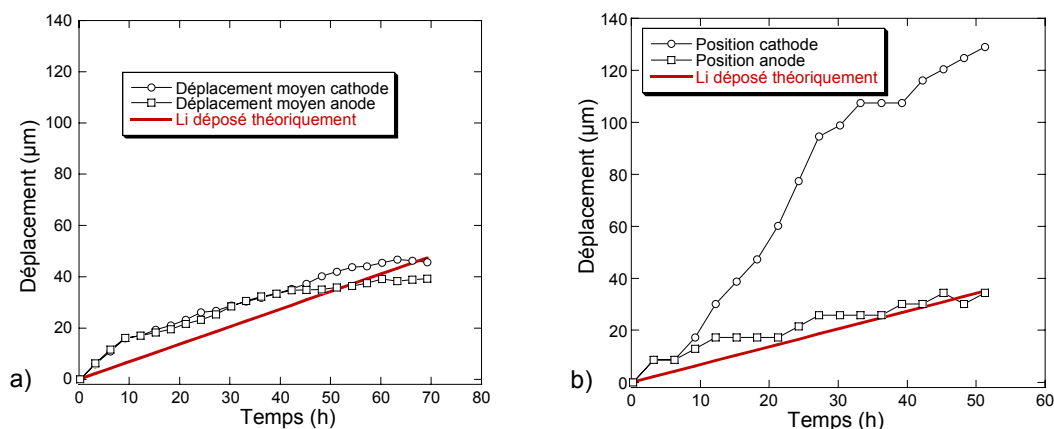 140
120
100
80
60
40
20
0
Déplacement (µm)
Déplacement moyen cathode
Déplacement moyen anode
Li déposé théoriquement
0 10 20 30 40 50 60 70 80
Temps (h)
a)
140
120
100
80
60
40
20
0
Déplacement (µm)
Position cathode
Position anode
Li déposé théoriquement
0 10 20 30 40 50 60
Temps (h)
b)